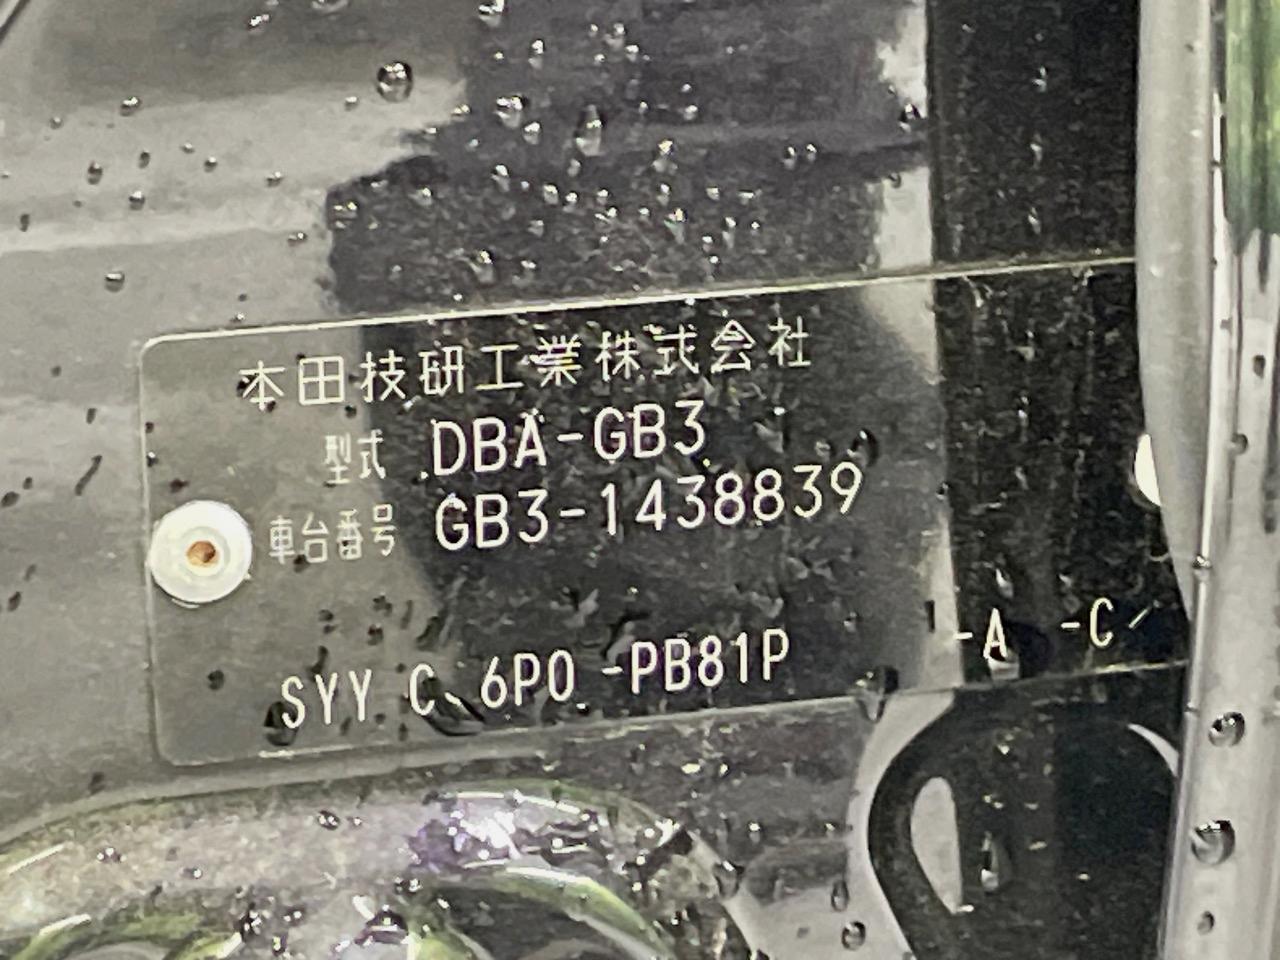 本田技研工業株式会社
型式 DBA-GB3
車台番号 GB3-1438839
SYY C 6P0 -PB81P -A -C